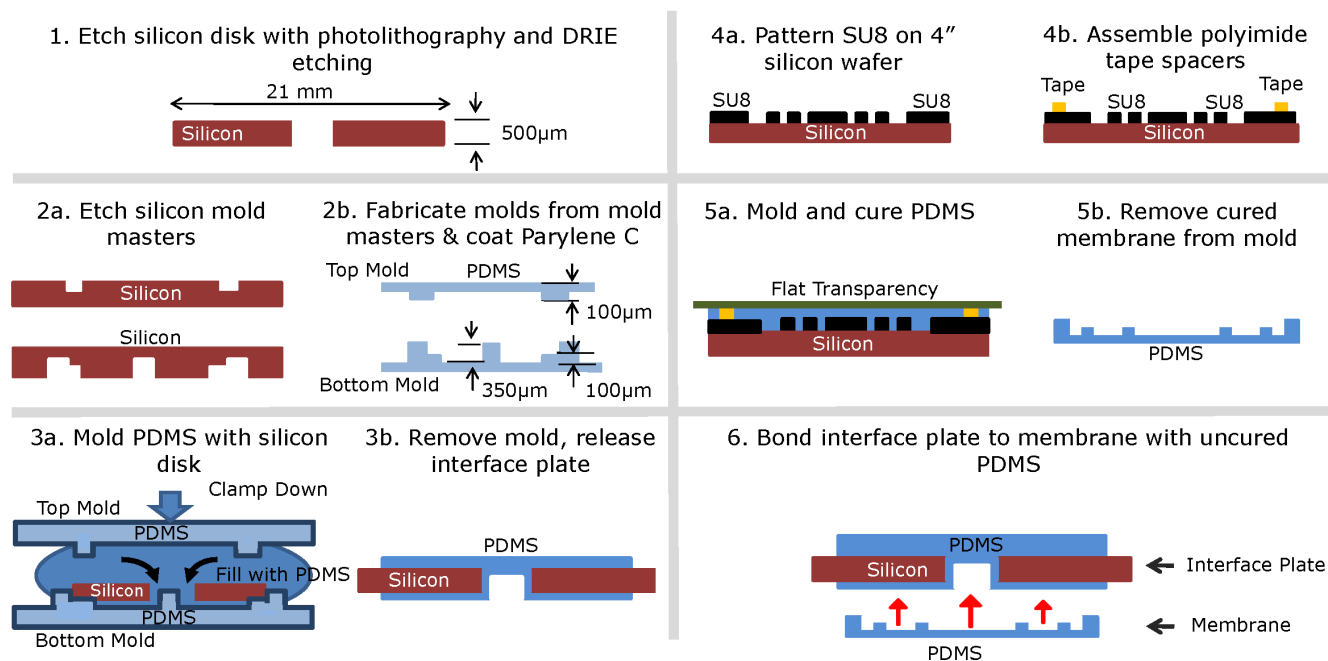 1. Etch silicon disk with photolithography and DRIE
etching
21 mm
Silicon
500µm
4a. Pattern SU8 on 4″
silicon wafer
SU8
SU8
Silicon
4b. Assemble polyimide
tape spacers
Tape
Tape
SU8
SU8
Silicon
2a. Etch silicon mold
masters
Silicon
Silicon
2b. Fabricate molds from mold
masters & coat Parylene C
Top Mold
PDMS
100µm
Bottom Mold
350µm
100µm
5a. Mold and cure PDMS
Flat Transparency
Silicon
5b. Remove cured
membrane from mold
PDMS
3a. Mold PDMS with silicon
disk
Clamp Down
Top Mold
PDMS
Fill with PDMS
Silicon
PDMS
Bottom Mold
3b. Remove mold, release
interface plate
PDMS
Silicon
6. Bond interface plate to membrane with uncured
PDMS
PDMS
Silicon
Interface Plate
Membrane
PDMS